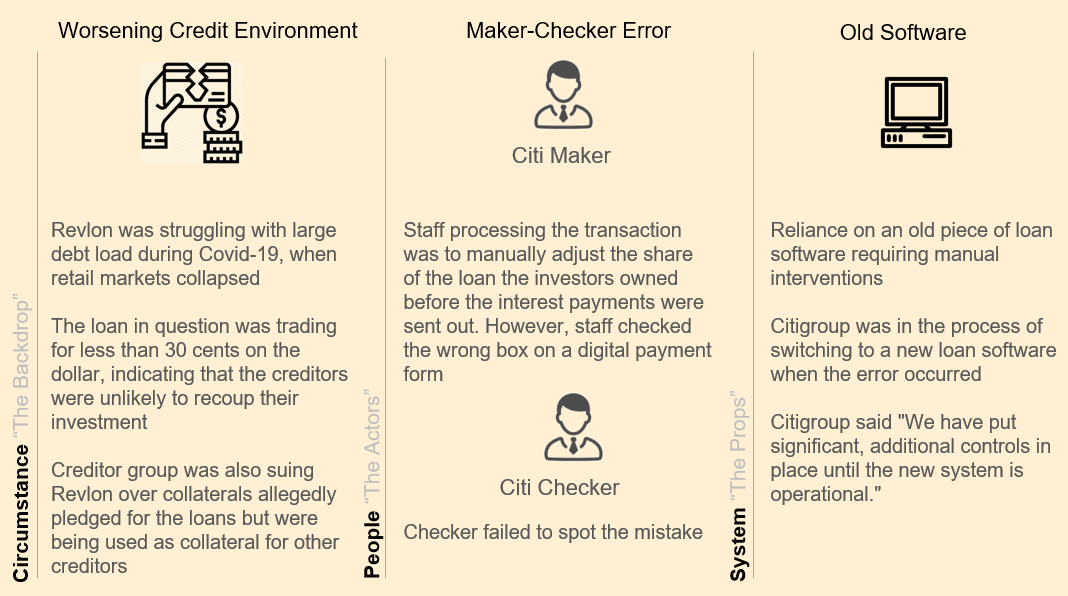 Worsening Credit Environment
Circumstance “The Backdrop”
$
Revlon was struggling with large
debt load during Covid-19, when
retail markets collapsed
The loan in question was trading
for less than 30 cents on the
dollar, indicating that the creditors
were unlikely to recoup their
investment
Creditor group was also suing
Revlon over collaterals allegedly
pledged for the loans but were
being used as collateral for other
creditors
Maker-Checker Error
People “The Actors”
Citi Maker
Staff processing the transaction
was to manually adjust the share
of the loan the investors owned
before the interest payments were
sent out. However, staff checked
the wrong box on a digital payment
form
Citi Checker
Checker failed to spot the mistake
Old Software
System “The Props”
Reliance on an old piece of loan
software requiring manual
interventions
Citigroup was in the process of
switching to a new loan software
when the error occurred
Citigroup said "We have put
significant, additional controls in
place until the new system is
operational."